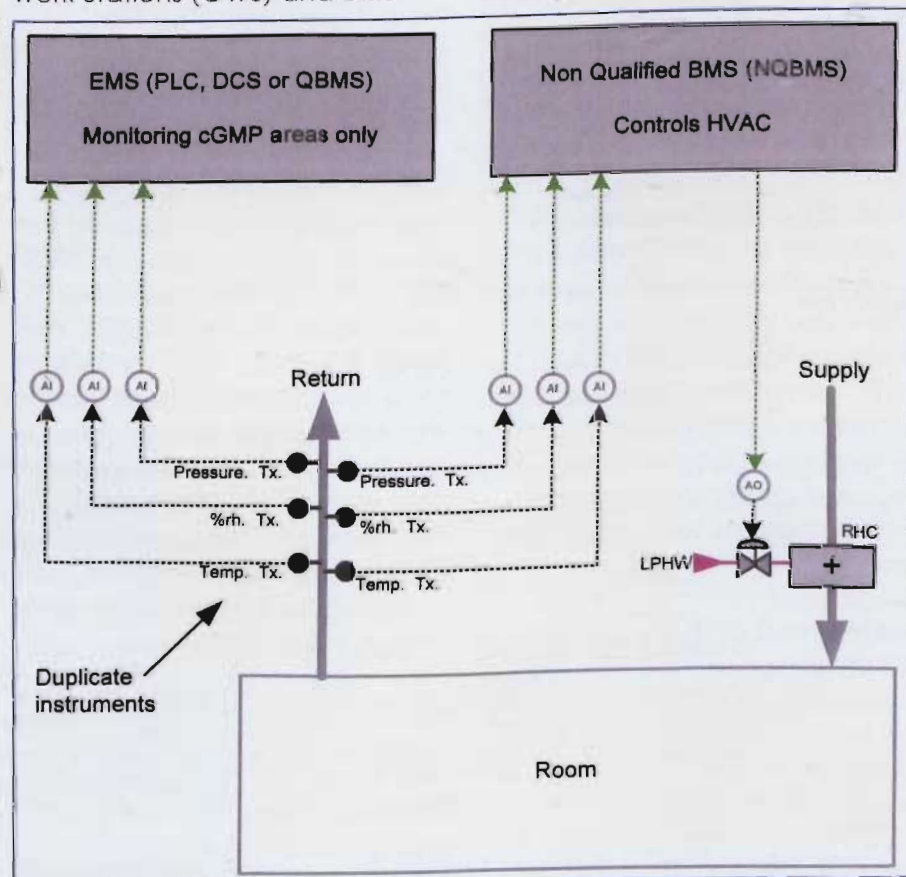 EMS (PLC, DCS or QBMS)
Monitoring cGMP areas only
Non Qualified BMS (NQBMS)
Controls HVAC
AI
AI
AI
Return
AI
AI
AI
Supply
Pressure. Tx.
Pressure. Tx.
%rh. Tx.
%rh. Tx.
Temp. Tx.
Temp. Tx.
AO
RHC
LPHW
+
Duplicate
instruments
Room